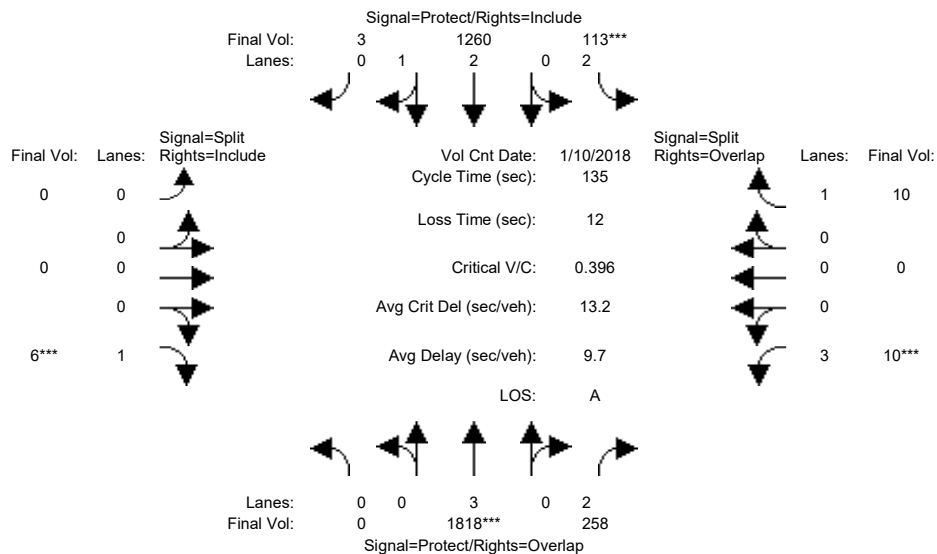 Signal=Protect/Rights=Include
Final Vol: 3 1260 113***
Lanes: 0 1 2 0 2
Signal=Split
Final Vol: Lanes: Rights=Include
Vol Cnt Date: 1/10/2018
Signal=Split
Rights=Overlap Lanes: Final Vol:
Cycle Time (sec): 135
0 0
1 10
Loss Time (sec): 12
0
0
0 0
Critical V/C: 0.396
0 0
0
Avg Crit Del (sec/veh): 13.2
0
6*** 1
Avg Delay (sec/veh): 9.7
3 10***
LOS: A
Lanes: 0 0 3 0 2
Final Vol: 0 1818*** 258
Signal=Protect/Rights=Overlap